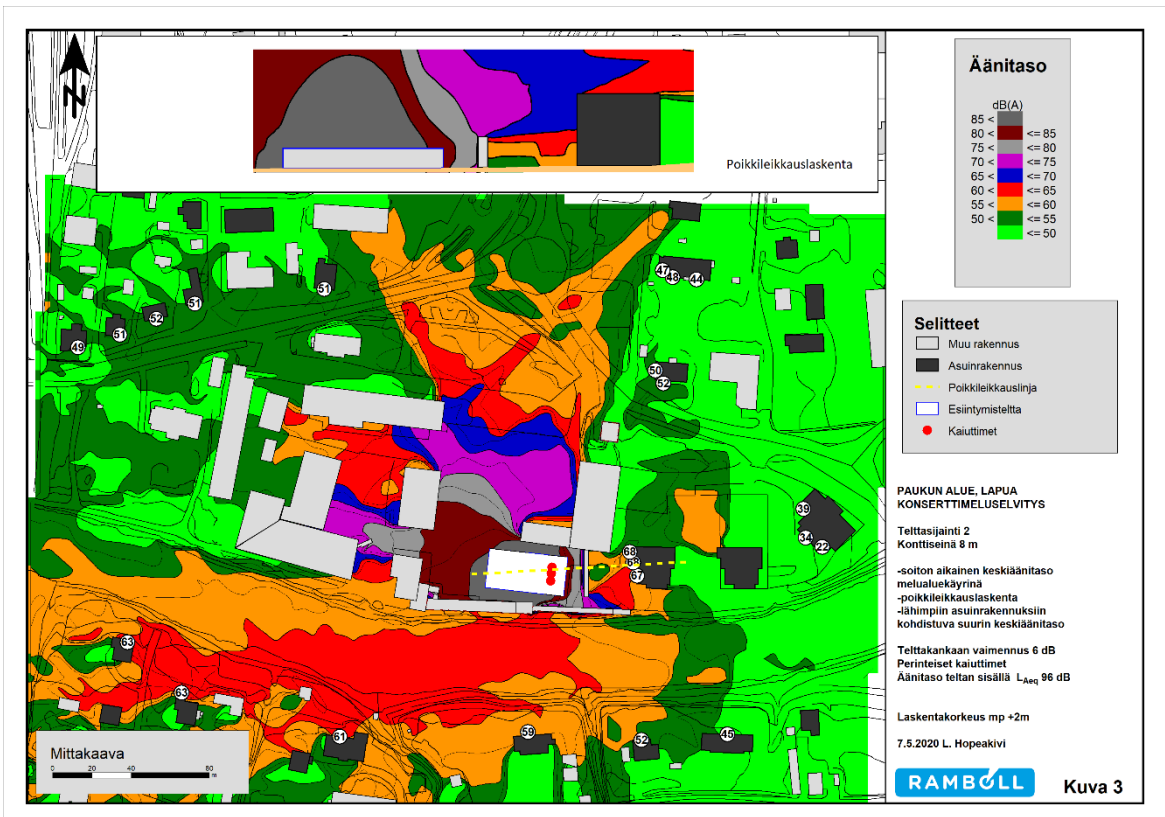 N
Poikkileikkauslaskenta
Äänitaso
dB(A)
85 <
80 < <= 85
75 < <= 80
70 < <= 75
65 < <= 70
60 < <= 65
55 < <= 60
50 < <= 55
<= 50
Selitteet
Muu rakennus
Asuinrakennus
Poikkileikkauslinja
Esiintymisteltta
Kaiuttimet
47
48
44
51
51
52
51
49
50
52
39
34
22
68
68
67
63
63
61
59
52
45
PAUKUN ALUE, LAPUA
KONSERTTIMELUSELVITYS
Telttasijainti 2
Konttiseinä 8 m
-soiton aikainen keskiäänitaso
melualuekäyrinä
-poikkileikkauslaskenta
-lähimpiin asuinrakennuksiin
kohdistuva suurin keskiäänitaso
Telttakankaan vaimennus 6 dB
Perinteiset kaiuttimet
Äänitaso teltan sisällä LAeq 96 dB
Laskentakorkeus mp +2m
7.5.2020 L. Hopeakivi
Mittakaava
0 20 40 80
m
RAMBOLL
Kuva 3